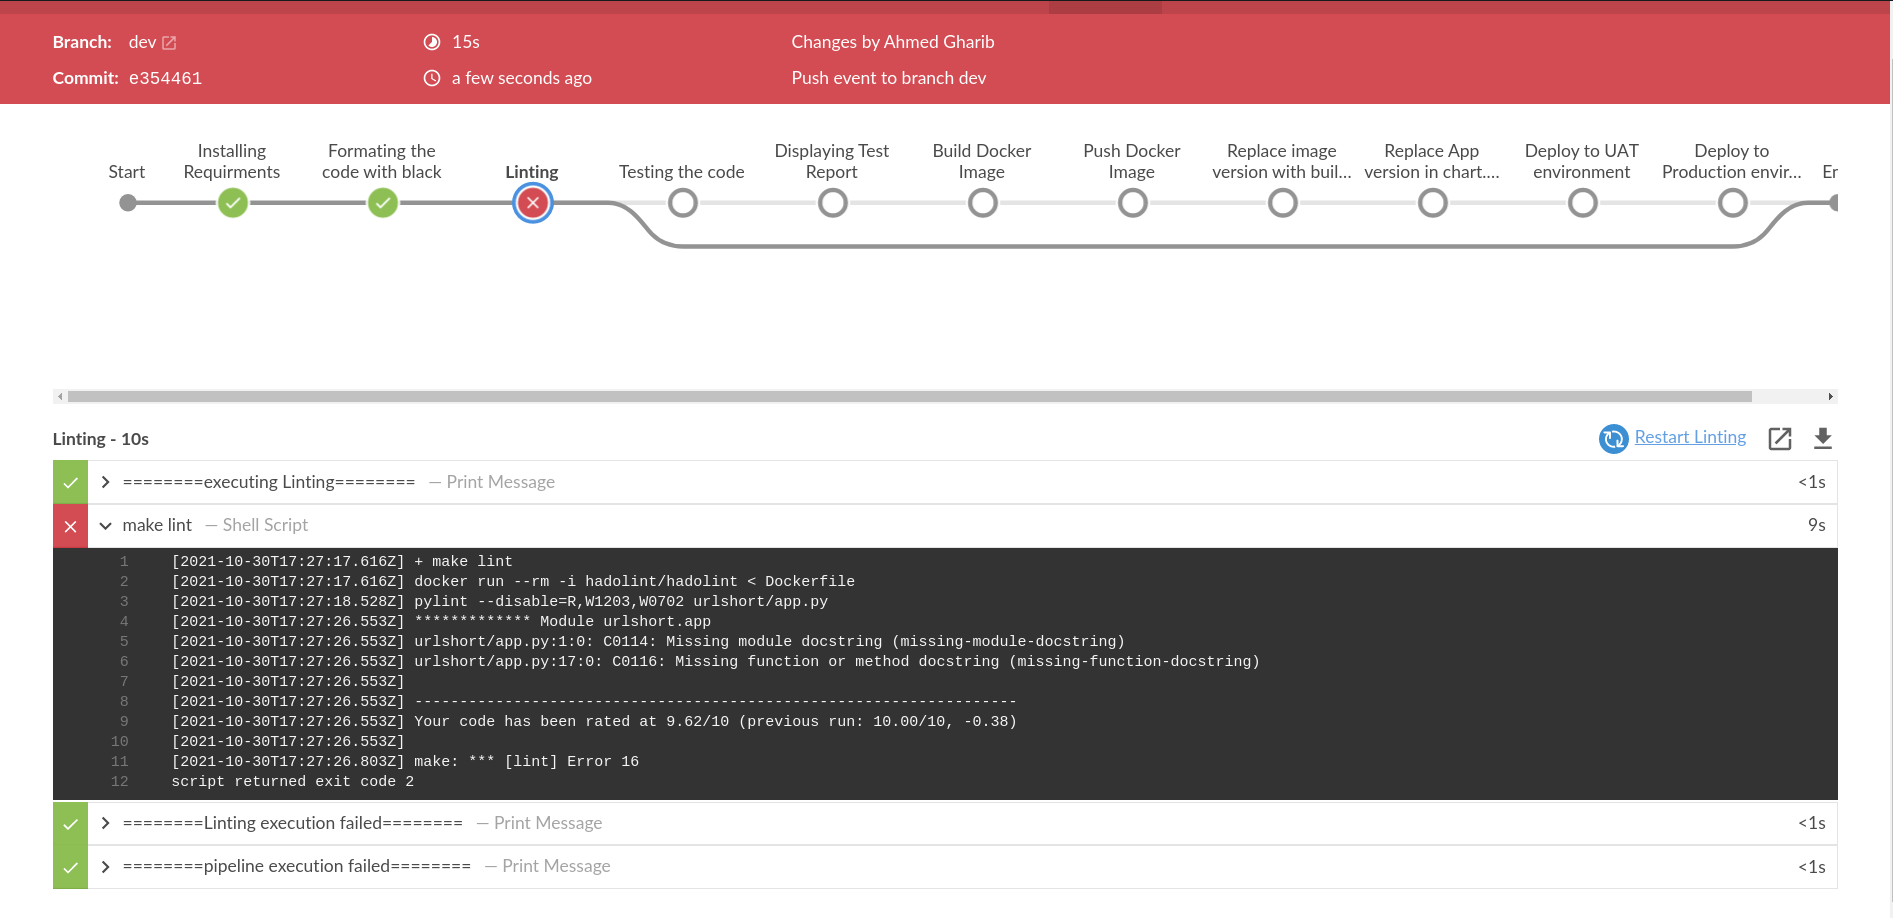 Branch: dev
15s
Changes by Ahmed Gharib
Commit: e354461
a few seconds ago
Push event to branch dev
Start
Installing
Requirments
Formating the
code with black
Linting
Testing the code
Displaying Test
Report
Build Docker
Image
Push Docker
Image
Replace image
version with buil...
Replace App
version in chart....
Deploy to UAT
environment
Deploy to
Production envir...
Er
Linting - 10s
Restart Linting
========executing Linting======== — Print Message <1s
make lint — Shell Script 9s
1 [2021-10-30T17:27:17.616Z] + make lint
2 [2021-10-30T17:27:17.616Z] docker run --rm -i hadolint/hadolint < Dockerfile
3 [2021-10-30T17:27:18.528Z] pylint --disable=R,W1203,W0702 urlshort/app.py
4 [2021-10-30T17:27:26.553Z] ************* Module urlshort.app
5 [2021-10-30T17:27:26.553Z] urlshort/app.py:1:0: C0114: Missing module docstring (missing-module-docstring)
6 [2021-10-30T17:27:26.553Z] urlshort/app.py:17:0: C0116: Missing function or method docstring (missing-function-docstring)
7 [2021-10-30T17:27:26.553Z]
8 [2021-10-30T17:27:26.553Z] -------------------------------------------------------------------
9 [2021-10-30T17:27:26.553Z] Your code has been rated at 9.62/10 (previous run: 10.00/10, -0.38)
10 [2021-10-30T17:27:26.553Z]
11 [2021-10-30T17:27:26.803Z] make: *** [lint] Error 16
12 script returned exit code 2
========Linting execution failed======== — Print Message <1s
========pipeline execution failed======== — Print Message <1s